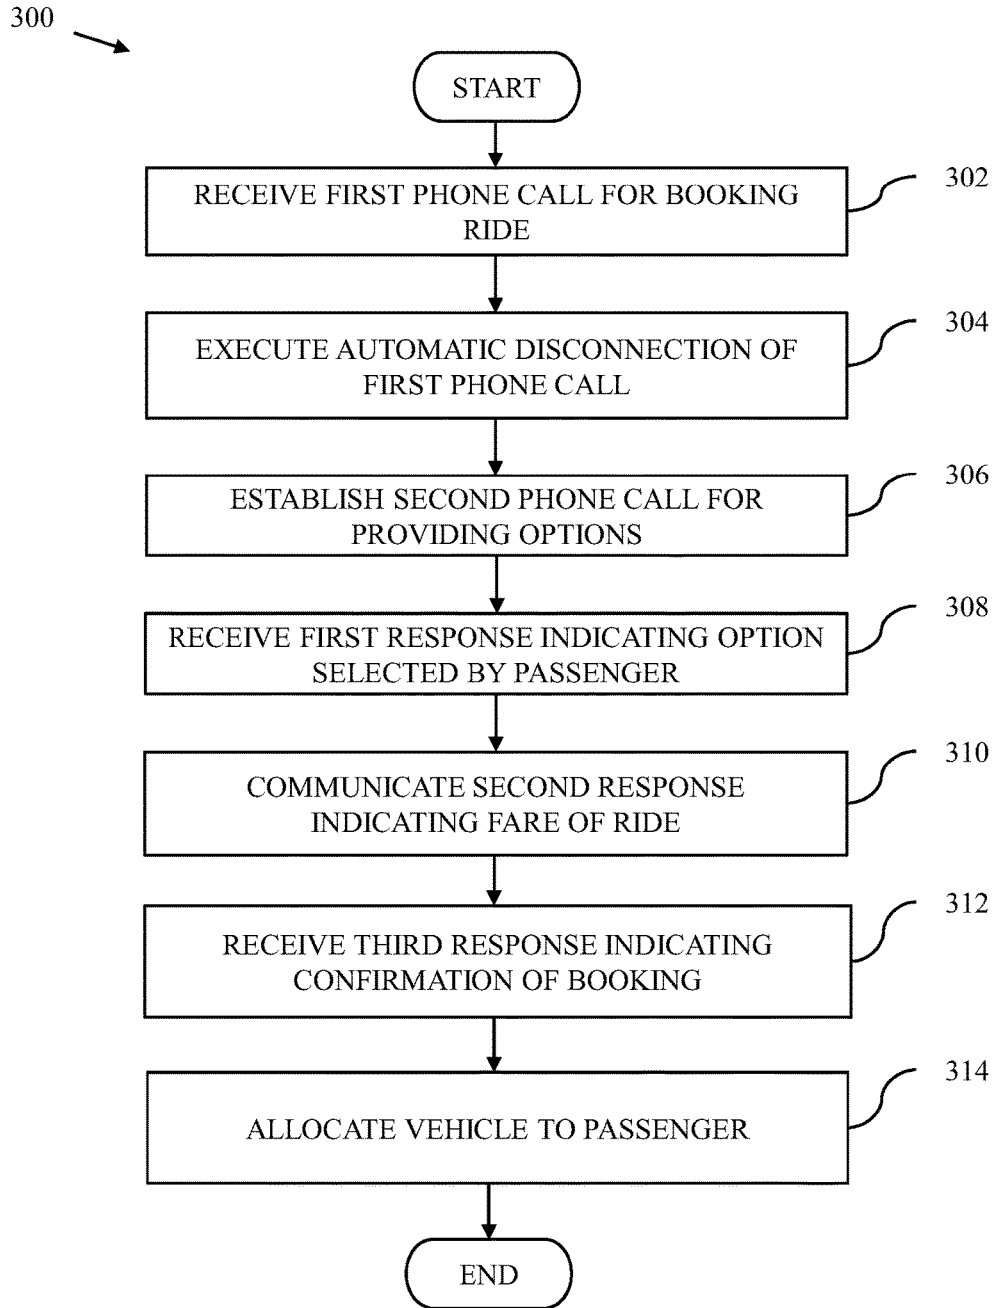 300
START
RECEIVE FIRST PHONE CALL FOR BOOKING
RIDE
302
EXECUTE AUTOMATIC DISCONNECTION OF
FIRST PHONE CALL
304
ESTABLISH SECOND PHONE CALL FOR
PROVIDING OPTIONS
306
RECEIVE FIRST RESPONSE INDICATING OPTION
SELECTED BY PASSENGER
308
COMMUNICATE SECOND RESPONSE
INDICATING FARE OF RIDE
310
RECEIVE THIRD RESPONSE INDICATING
CONFIRMATION OF BOOKING
312
ALLOCATE VEHICLE TO PASSENGER
314
END